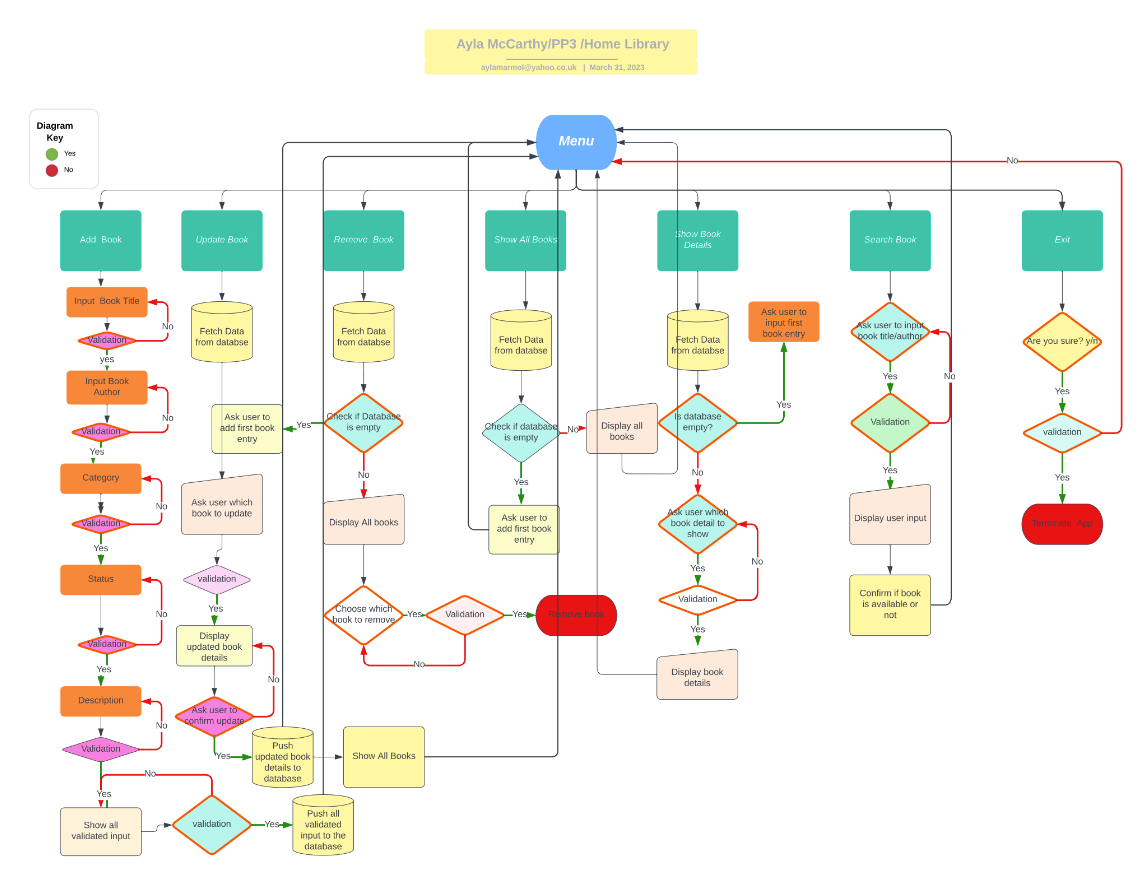 Ayla McCarthy/PP3 /Home Library
aylamarmol@yahoo.co.uk | March 31, 2023
Diagram
Key
Yes
No
Menu
No
Add Book
Update Book
Remove Book
Show All Books
Show Book
Details
Search Book
Exit
Input Book Title
No
Validation
yes
Input Book
Author
No
Validation
Yes
Category
No
Validation
Yes
Status
No
Validation
Yes
Description
No
Validation
Yes
No
Show all
validated input
validation
Yes
Push all
validated
input to the
database
Fetch Data
from databse
Ask user which
book to update
validation
Yes
Display
updated book
details
No
Ask user to
confirm update
Yes
Push
updated book
details to
database
Show All Books
Fetch Data
from databse
Check if Database
is empty
Yes
Ask user to
add first book
entry
No
Display All books
Choose which
book to remove
Yes
Validation
No
Yes
Remove book
Fetch Data
from databse
Check if database
is empty
No
Display all
books
Yes
Ask user to
add first book
entry
Fetch Data
from databse
Is database
empty?
Yes
Ask user to
input first
book entry
No
Ask user which
book detail to
show
No
Yes
Validation
Yes
Display book
details
Ask user to input
book title/author
No
Yes
Validation
Yes
Display user input
Confirm if book
is available or
not
Are you sure? y/n
Yes
validation
Yes
Terminate App